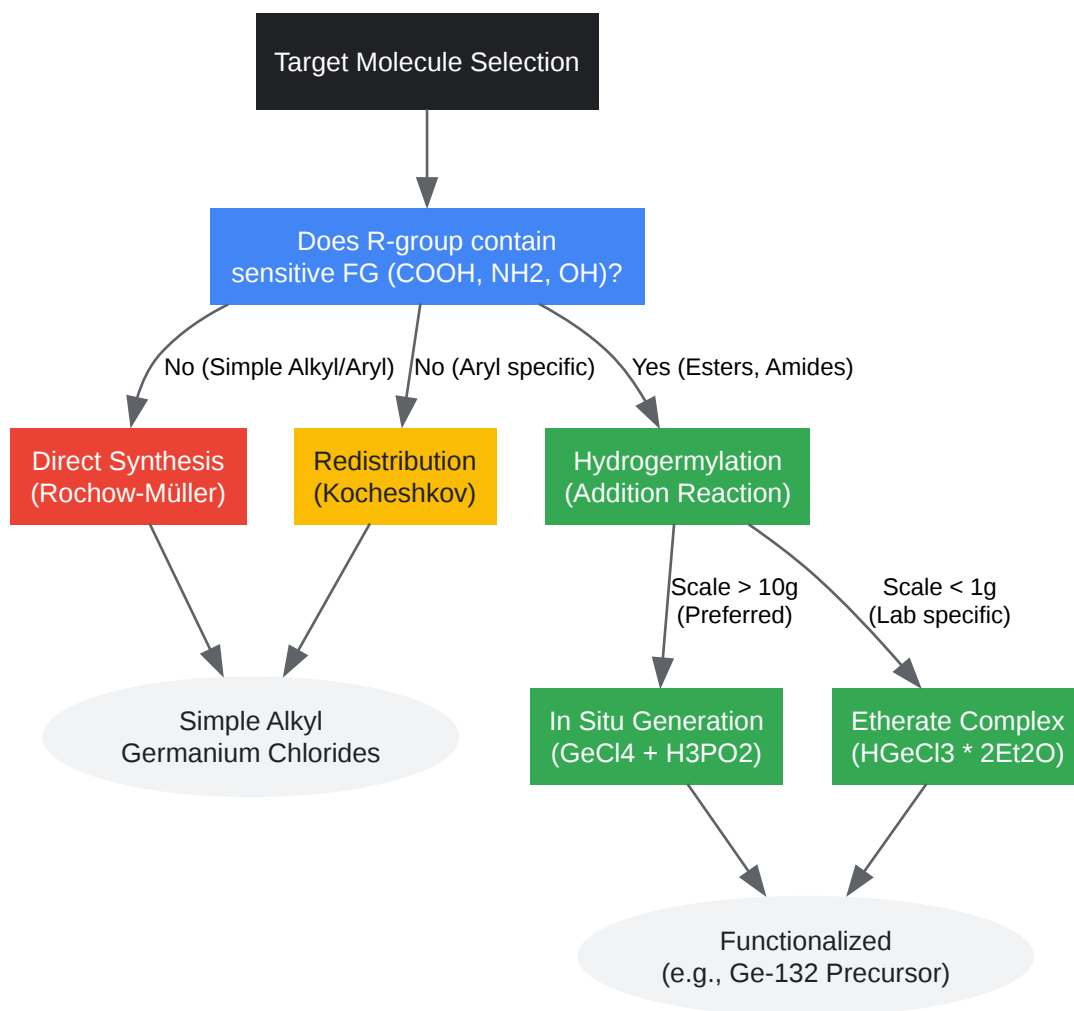 Target Molecule Selection
Does R-group contain
sensitive FG (COOH, NH2, OH)?
No (Simple Alkyl/Aryl)
No (Aryl specific)
Yes (Esters, Amides)
Direct Synthesis
(Rochow-Müller)
Redistribution
(Kocheshkov)
Hydrogermylation
(Addition Reaction)
Scale > 10g
(Preferred)
Scale < 1g
(Lab specific)
Simple Alkyl
Germanium Chlorides
In Situ Generation
(GeCl4 + H3PO2)
Etherate Complex
(HGeCl3 * 2Et2O)
Functionalized
(e.g., Ge-132 Precursor)